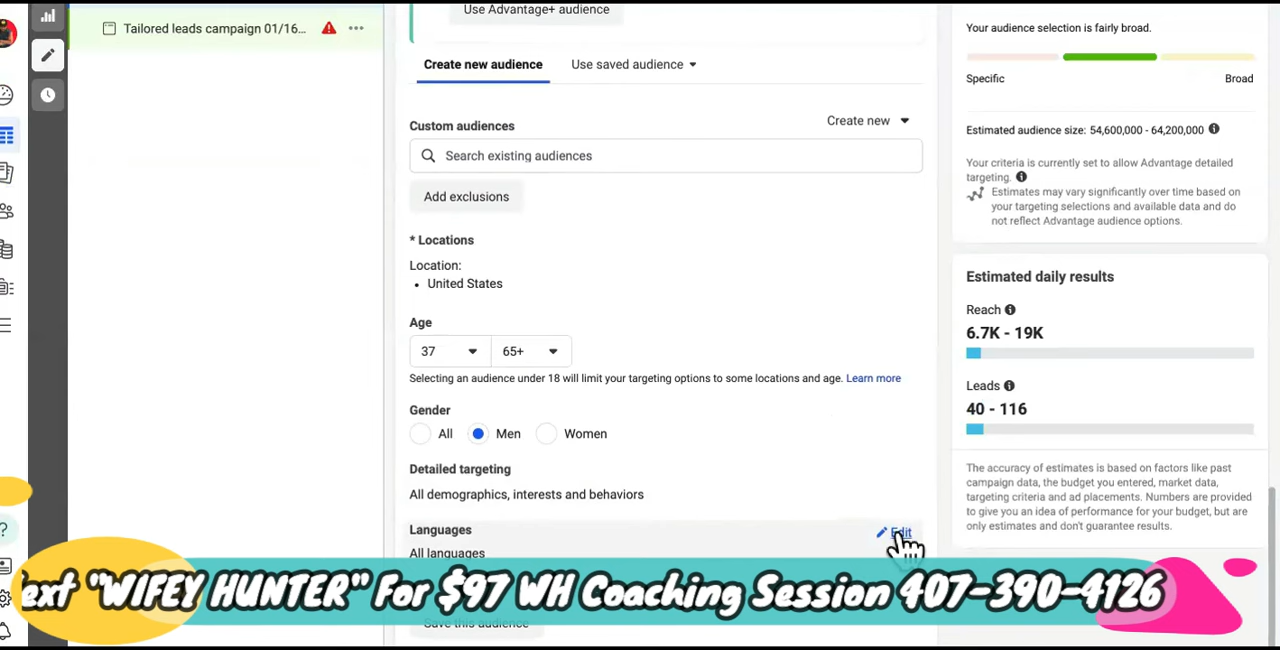 Use Advantage+ audience
Tailored leads campaign 01/16...
Create new audience
Use saved audience
Custom audiences
Create new
Search existing audiences
Add exclusions
* Locations
Location:
• United States
Age
37
65+
Selecting an audience under 18 will limit your targeting options to some locations and age. Learn more
Gender
All
Men
Women
Detailed targeting
All demographics, interests and behaviors
Languages
Edit
All languages
Save this audience
Your audience selection is fairly broad.
Specific
Broad
Estimated audience size: 54,600,000 - 64,200,000
Your criteria is currently set to allow Advantage detailed
targeting.
Estimates may vary significantly over time based on
your targeting selections and available data and do
not reflect Advantage audience options.
Estimated daily results
Reach
6.7K - 19K
Leads
40 - 116
The accuracy of estimates is based on factors like past
campaign data, the budget you entered, market data,
targeting criteria and ad placements. Numbers are provided
to give you an idea of performance for your budget, but are
only estimates and don't guarantee results.
ext "WIFEY HUNTER" For $97 WH Coaching Session 407-390-4126